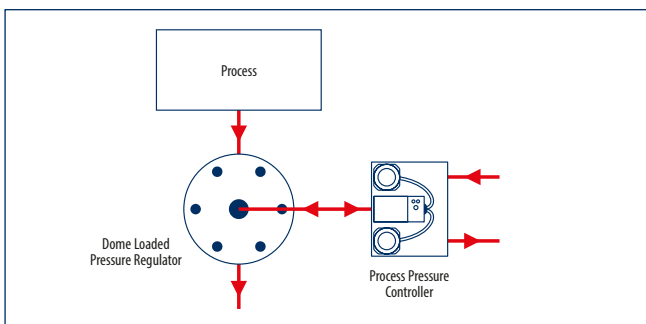 Process
Dome Loaded
Pressure Regulator
Process Pressure
Controller